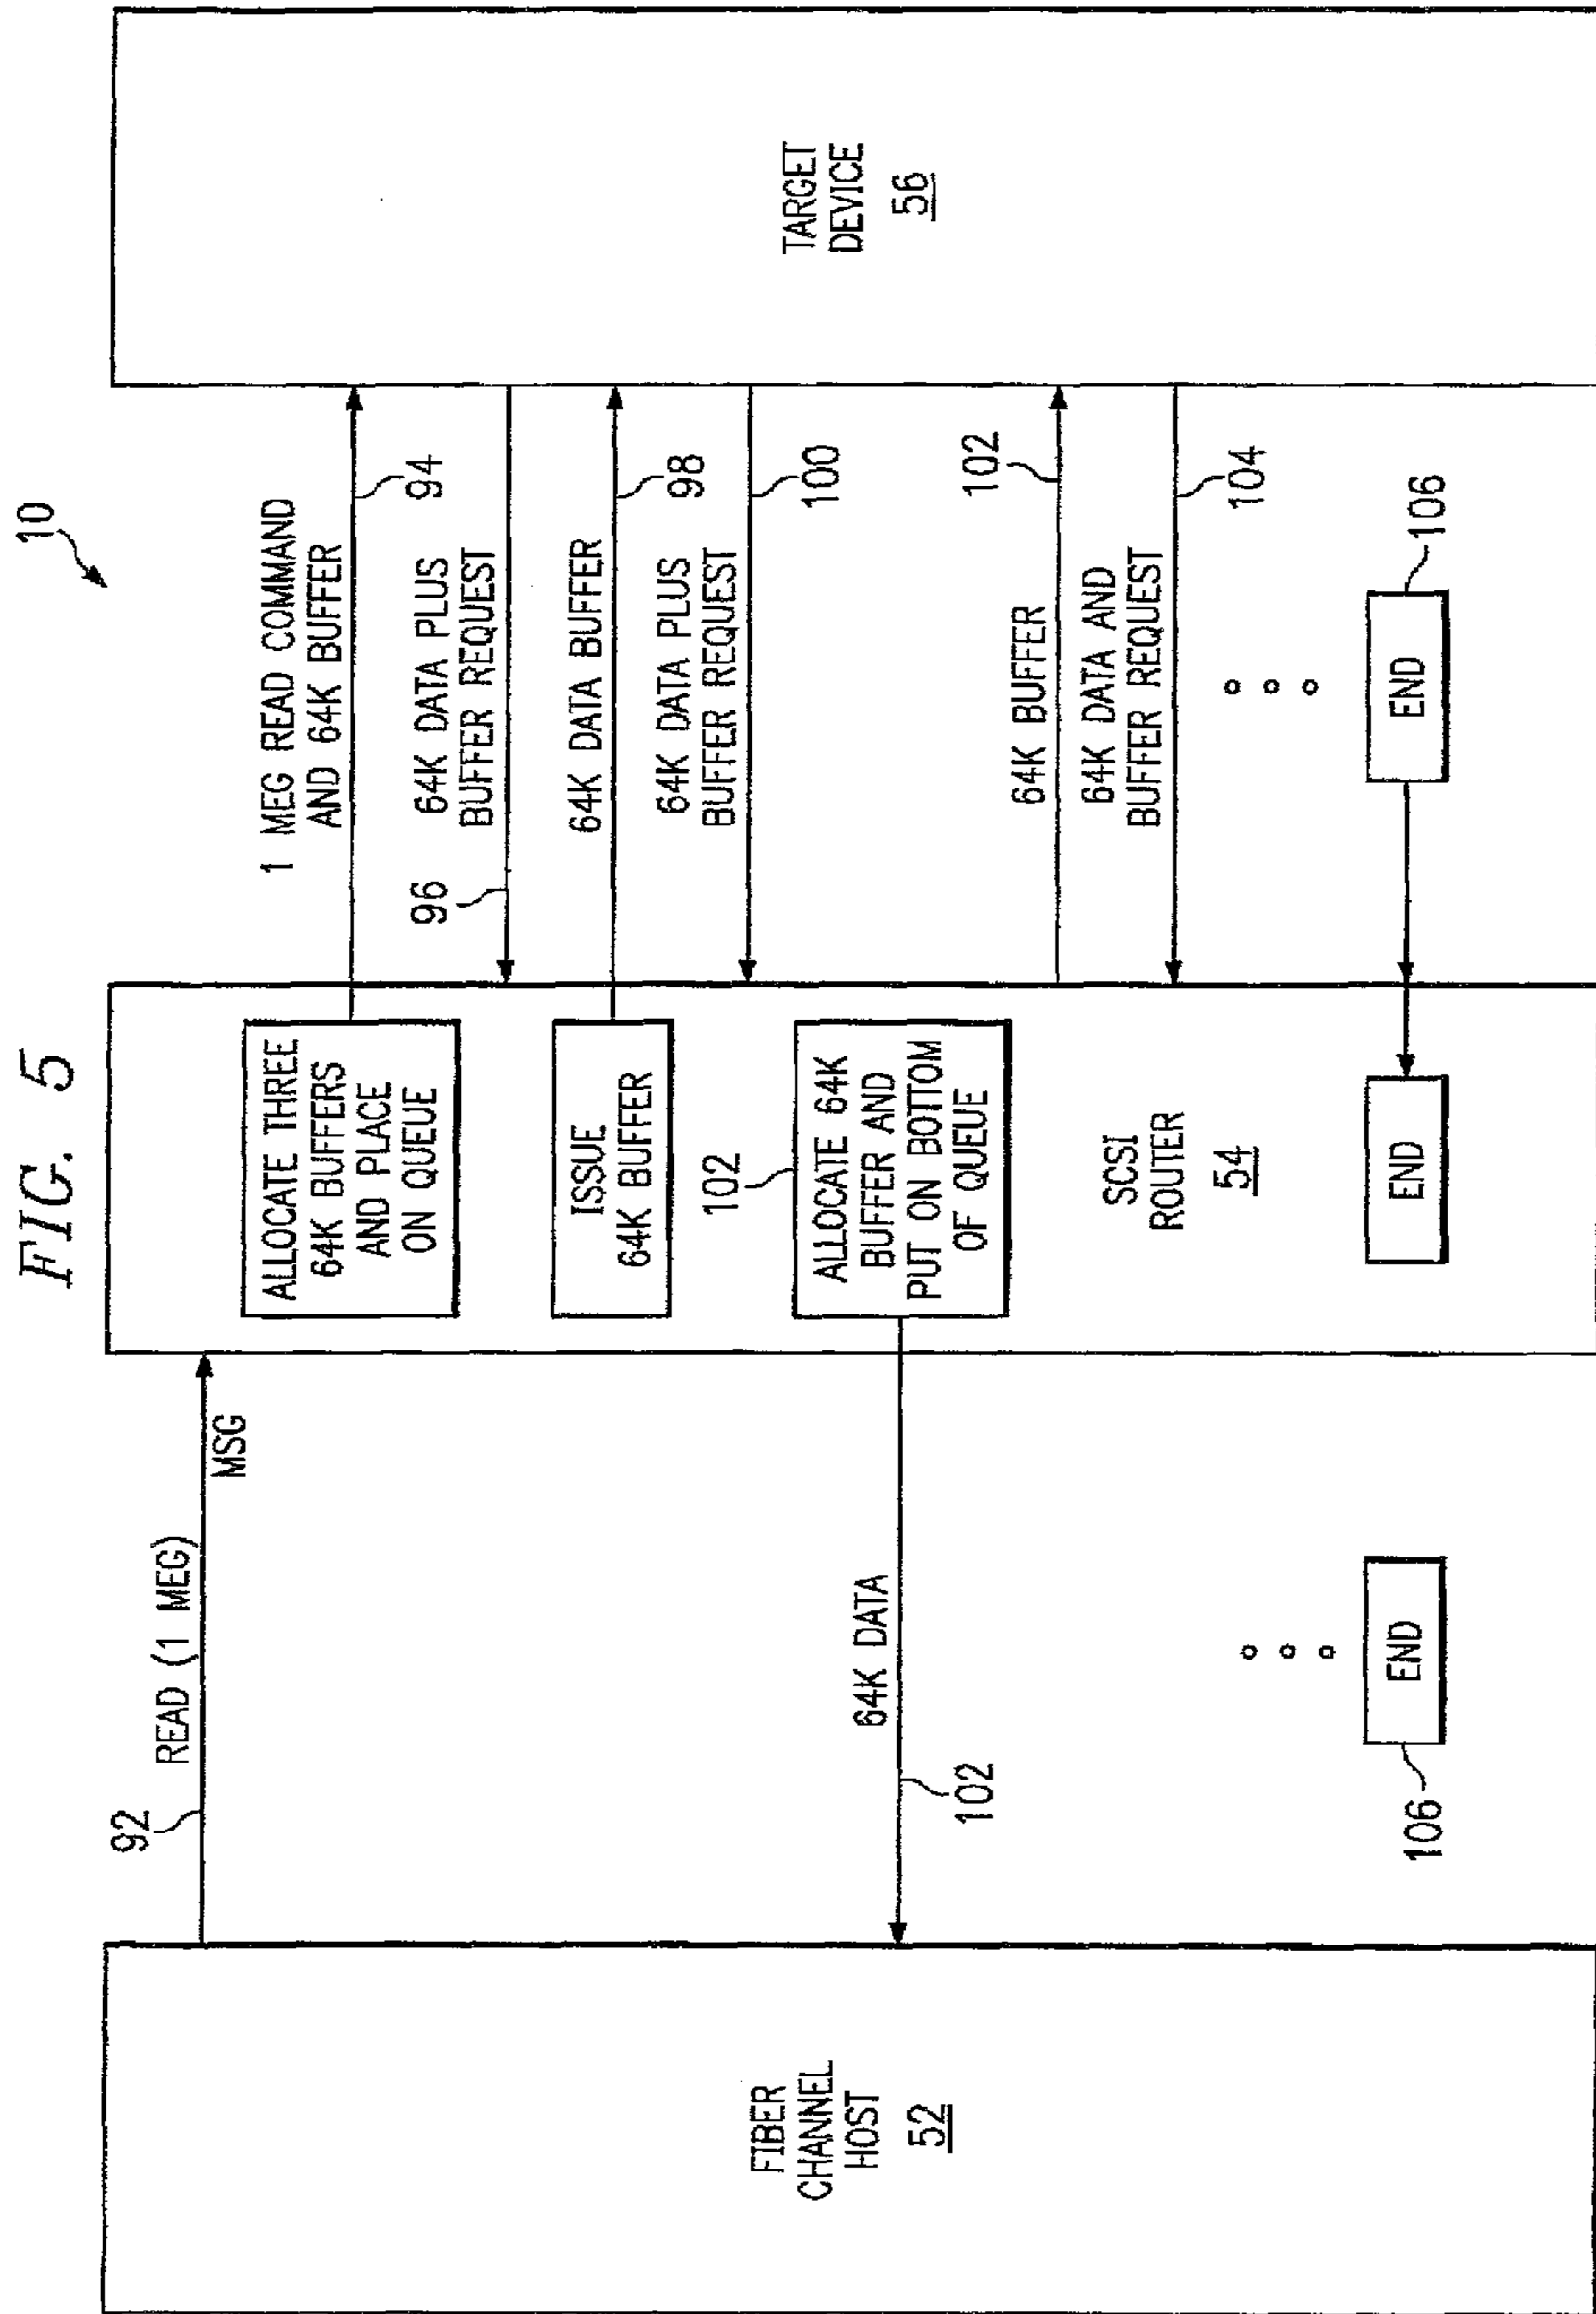 FIG. 5
10
FIBER
CHANNEL
HOST
52
92
READ (1 MEG)
MSG
64K DATA
102
END
106
ALLOCATE THREE
64K BUFFERS
AND PLACE
ON QUEUE
ISSUE
64K BUFFER
102
ALLOCATE 64K
BUFFER AND
PUT ON BOTTOM
OF QUEUE
SCSI
ROUTER
54
END
1 MEG READ COMMAND
AND 64K BUFFER
94
96
64K DATA PLUS
BUFFER REQUEST
64K DATA BUFFER
98
64K DATA PLUS
BUFFER REQUEST
100
64K BUFFER
102
64K DATA AND
BUFFER REQUEST
104
END
106
TARGET
DEVICE
56